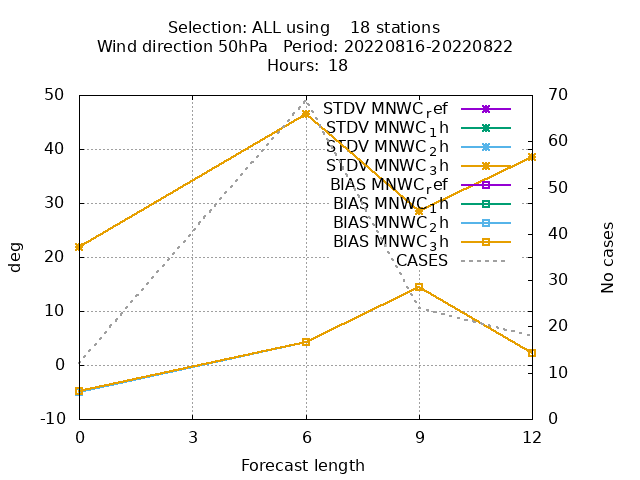 Selection: ALL using    18 stations
Wind direction 50hPa   Period: 20220816-20220822
Hours: 18
50
40
30
20
10
0
-10
deg
STDV MNWC_ref
STDV MNWC_1h
STDV MNWC_2h
STDV MNWC_3h
BIAS MNWC_ref
BIAS MNWC_1h
BIAS MNWC_2h
BIAS MNWC_3h
CASES
70
60
50
40
30
20
10
0
No cases
0 3 6 9 12
Forecast length